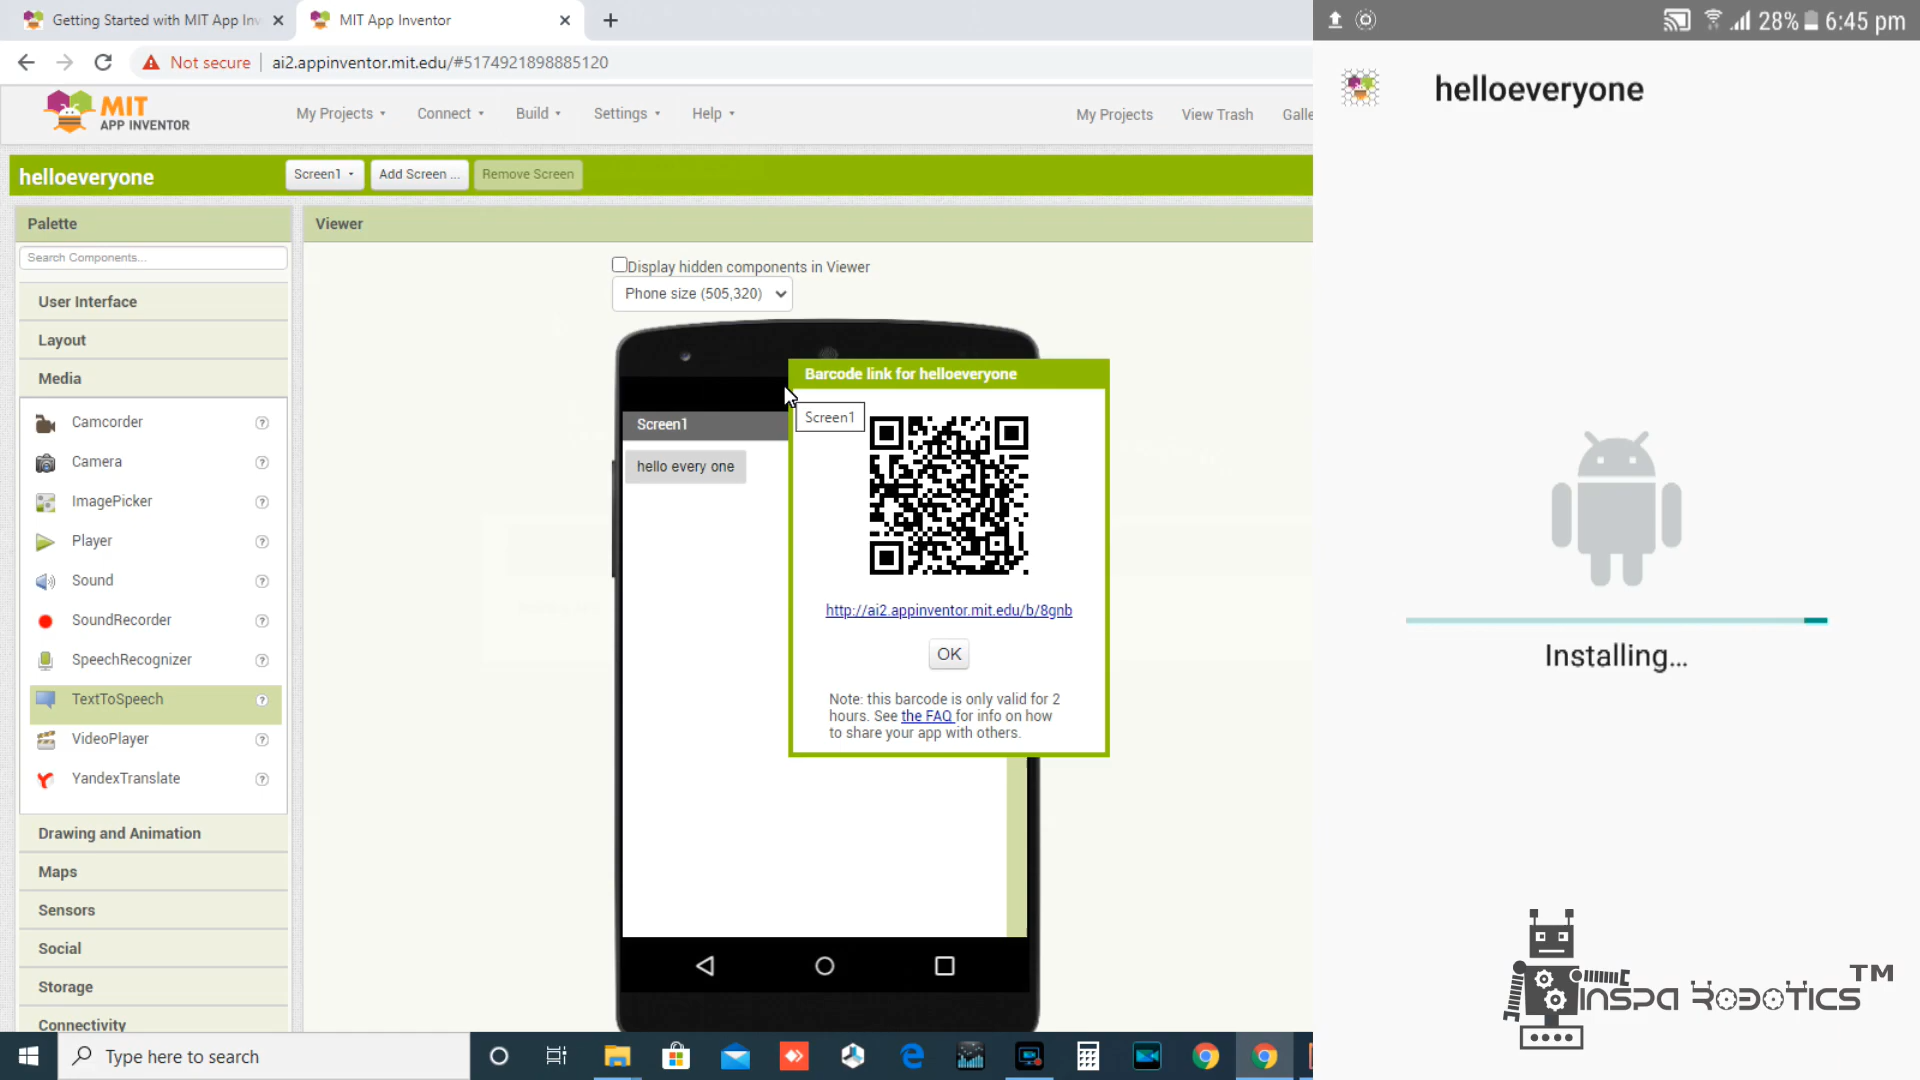 Getting Started with MIT App Inv
MIT App Inventor
Not secure
ai2.appinventor.mit.edu/#5174921898885120
MIT
APP INVENTOR
My Projects
Connect
Build
Settings
Help
My Projects
View Trash
Galle
helloeveryone
Screen1
Add Screen ...
Remove Screen
Palette
Search Components...
User Interface
Layout
Media
Camcorder
Camera
ImagePicker
Player
Sound
SoundRecorder
SpeechRecognizer
TextToSpeech
VideoPlayer
YandexTranslate
Drawing and Animation
Maps
Sensors
Social
Storage
Connectivity
Viewer
Display hidden components in Viewer
Phone size (505,320)
Screen1
hello every one
Barcode link for helloeveryone
Screen1
http://ai2.appinventor.mit.edu/b/8gnb
OK
Note: this barcode is only valid for 2
hours. See the FAQ for info on how
to share your app with others.
Type here to search
28% 6:45 pm
helloeveryone
Installing...
INSPA ROBOTICS™